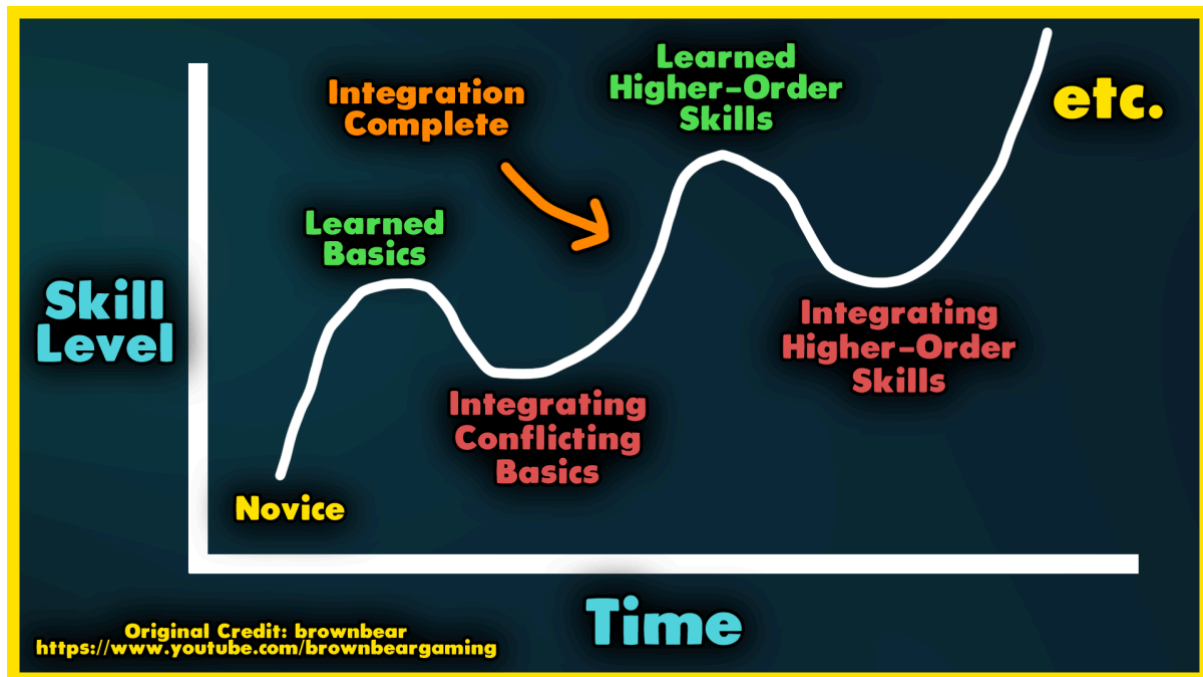 Integration
Complete
Learned
Higher-Order
Skills
etc.
Learned
Basics
Skill
Level
Integrating
Conflicting
Basics
Integrating
Higher-Order
Skills
Novice
Time
Original Credit: brownbear
https://www.youtube.com/brownbeargaming